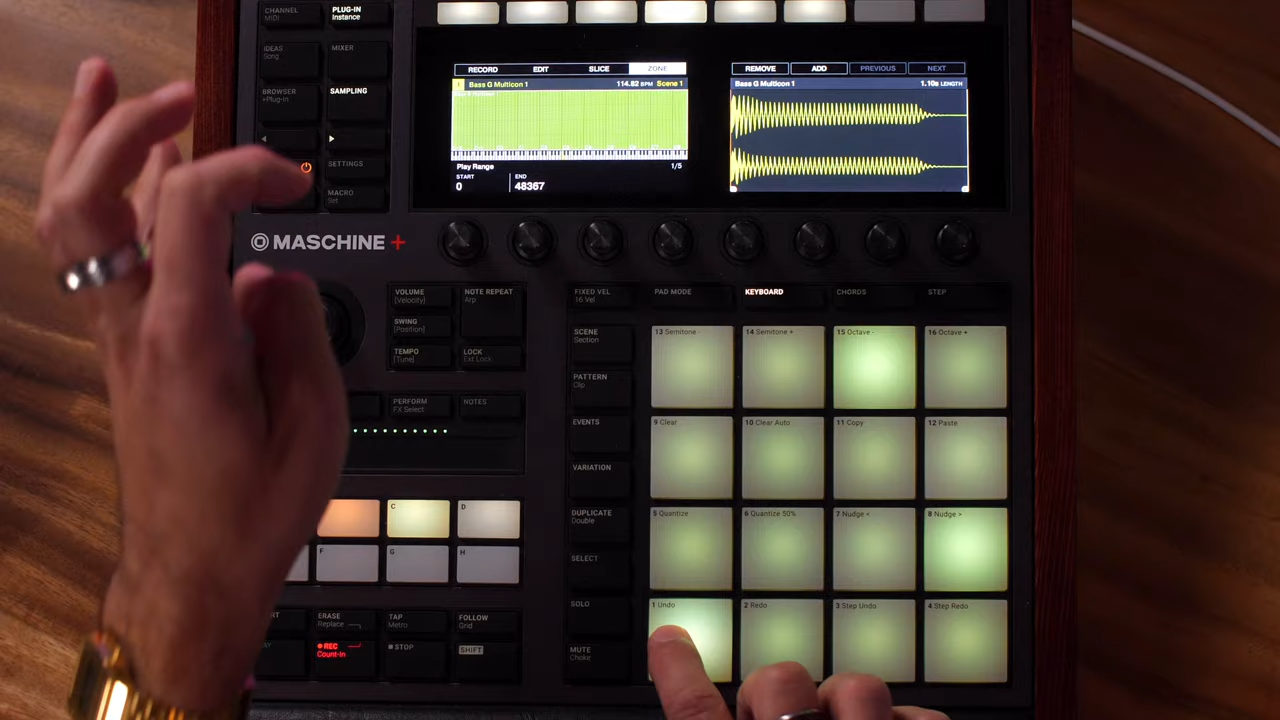 CHANNEL
MIDI
PLUG-IN
Instance
IDEAS
Song
MIXER
BROWSER
+Plug-in
SAMPLING
SETTINGS
MACRO
Set
RECORD
EDIT
SLICE
ZONE
1
Bass G Multicon 1
114.82 BPM
Scene 1
Play Range
1/5
START
0
END
48367
REMOVE
ADD
PREVIOUS
NEXT
Bass G Multicon 1
1.10s LENGTH
MASCHINE+
VOLUME
[Velocity]
NOTE REPEAT
Arp
SWING
[Position]
TEMPO
[Tune]
LOCK
Ext Lock
PERFORM
FX Select
NOTES
C
D
F
G
H
ERASE
Replace
TAP
Metro
FOLLOW
Grid
REC
Count-In
STOP
SHIFT
FIXED VEL
16 Vel
PAD MODE
KEYBOARD
CHORDS
STEP
SCENE
Section
PATTERN
Clip
EVENTS
VARIATION
DUPLICATE
Double
SELECT
SOLO
MUTE
Choke
13 Semitone -
14 Semitone +
15 Octave -
16 Octave +
9 Clear
10 Clear Auto
11 Copy
12 Paste
5 Quantize
6 Quantize 50%
7 Nudge <
8 Nudge >
1 Undo
2 Redo
3 Step Undo
4 Step Redo